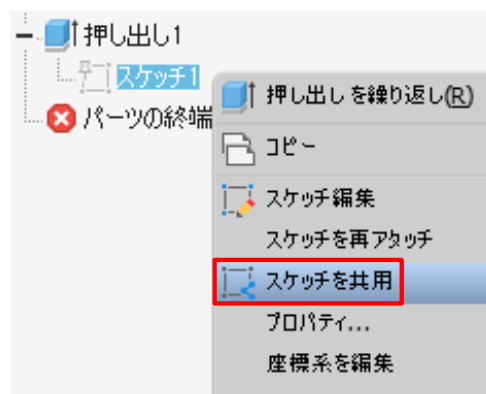 押し出し1
スケッチ1
パーツの終端
押し出し を繰り返し(R)
コピー
スケッチ編集
スケッチを再アタッチ
スケッチを共用
プロパティ...
座標系を編集